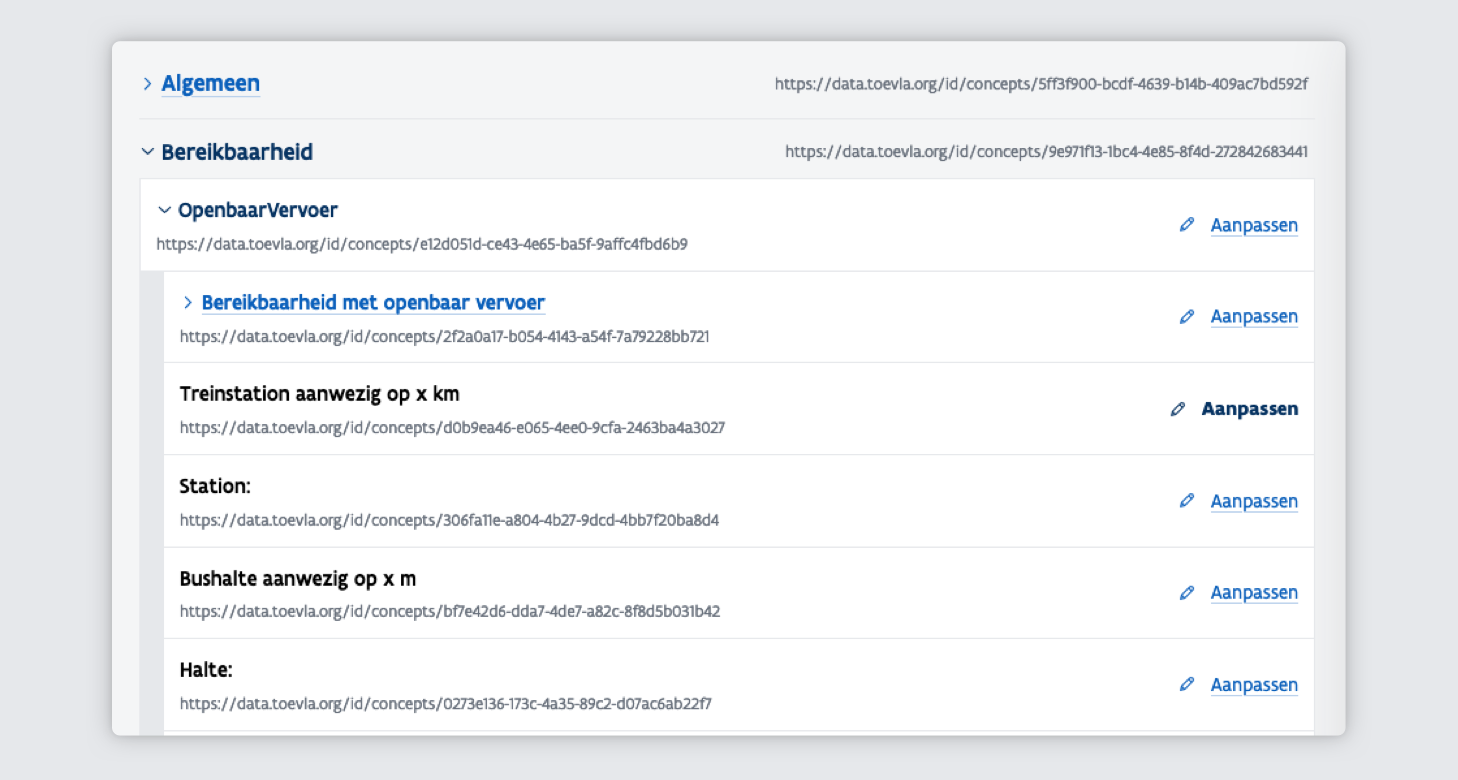 Algemeen
https://data.toevla.org/id/concepts/5ff3f900-bcdf-4639-b14b-409ac7bd592f
Bereikbaarheid
https://data.toevla.org/id/concepts/9e971f13-1bc4-4e85-8f4d-272842683441
OpenbaarVervoer
Aanpassen
https://data.toevla.org/id/concepts/e12d051d-ce43-4e65-ba5f-9affc4fbd6b9
Bereikbaarheid met openbaar vervoer
Aanpassen
https://data.toevla.org/id/concepts/2f2a0a17-b054-4143-a54f-7a79228bb721
Treinstation aanwezig op x km
Aanpassen
https://data.toevla.org/id/concepts/d0b9ea46-e065-4ee0-9cfa-2463ba4a3027
Station:
Aanpassen
https://data.toevla.org/id/concepts/306fa11e-a804-4b27-9dcd-4bb7f20ba8d4
Bushalte aanwezig op x m
Aanpassen
https://data.toevla.org/id/concepts/bf7e42d6-dda7-4de7-a82c-8f8d5b031b42
Halte:
Aanpassen
https://data.toevla.org/id/concepts/0273e136-173c-4a35-89c2-d07ac6ab22f7